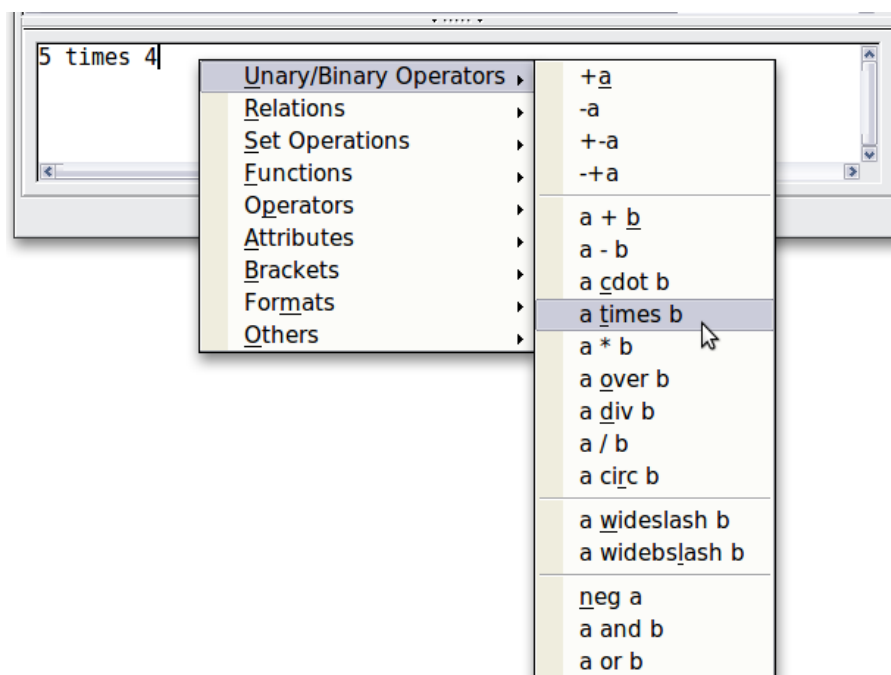 5 times 4
Unary/Binary Operators
Relations
Set Operations
Functions
Operators
Attributes
Brackets
Formats
Others
+a
-a
+-a
-+a
a + b
a - b
a cdot b
a times b
a * b
a over b
a div b
a / b
a circ b
a wideslash b
a widebslash b
neg a
a and b
a or b